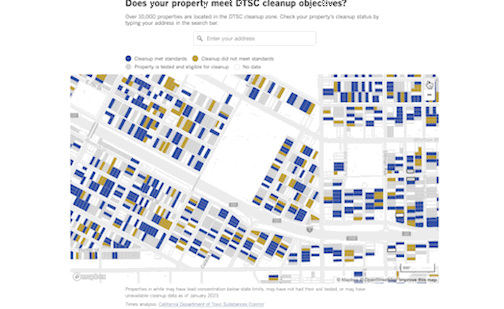 Does your property meet DTSC cleanup objectives?
Over 10,000 properties are located in the DTSC cleanup zone. Check your property's cleanup status by
typing your address in the search bar.
Enter your address
Cleanup met standards
Cleanup did not meet standards
Property is tested and eligible for cleanup
No data
mapbox
© Mapbox © OpenStreetMap Improve this map
Properties in white may have lead concentration below state limits, may have not had their soil tested, or may have
unavailable cleanup data as of January 2023.
Times analysis, California Department of Toxic Substances Control